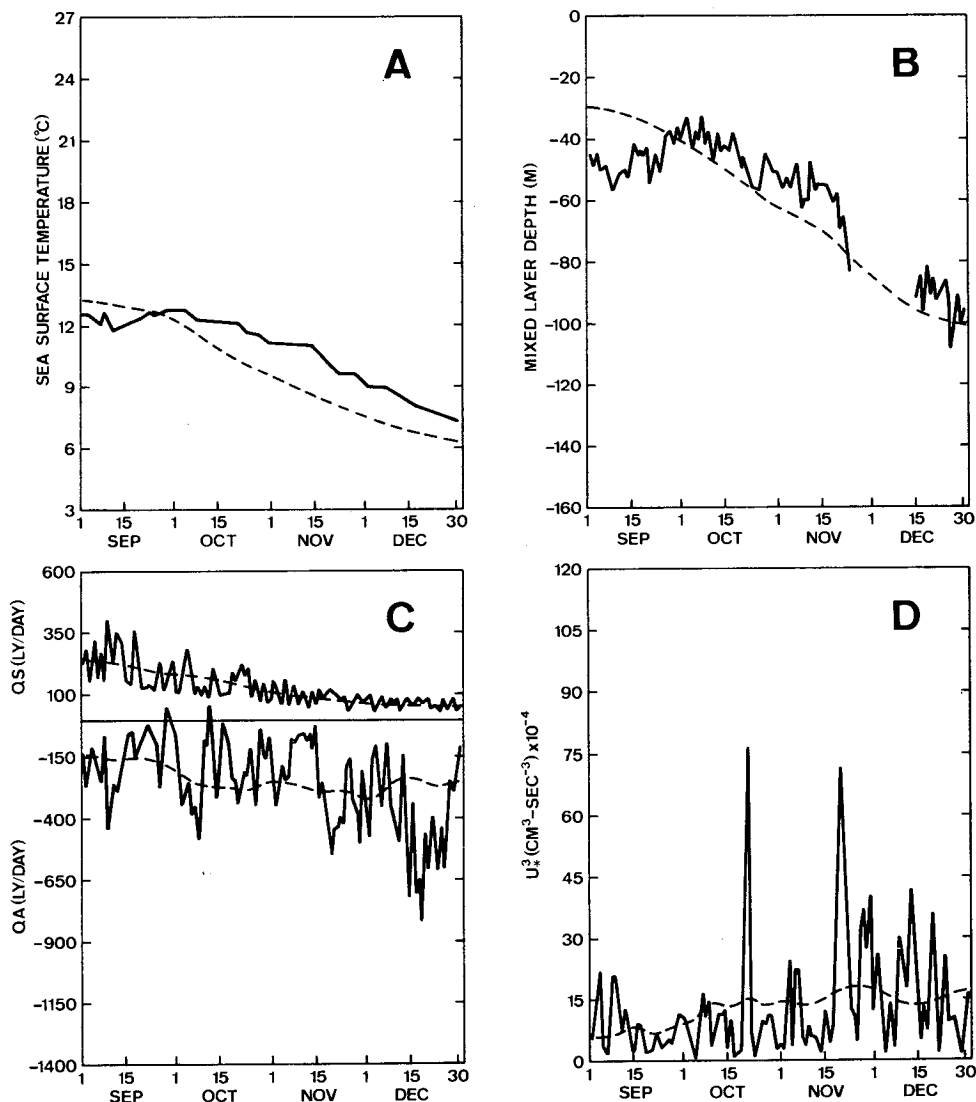 A
SEA SURFACE TEMPERATURE (°C)
27
24
21
18
15
12
9
6
3
1 15 1 15 1 15 1 15 30
SEP OCT NOV DEC
B
MIXED LAYER DEPTH (M)
-0
-20
-40
-60
-80
-100
-120
-140
-160
1 15 1 15 1 15 1 15 30
SEP OCT NOV DEC
C
QS (LY/DAY)
QA (LY/DAY)
600
350
100
-150
-400
-650
-900
-1150
-1400
1 15 1 15 1 15 1 15 30
SEP OCT NOV DEC
D
U*³ (CM³-SEC⁻³) x10⁻⁴
120
105
90
75
60
45
30
15
0
1 15 1 15 1 15 1 15 30
SEP OCT NOV DEC